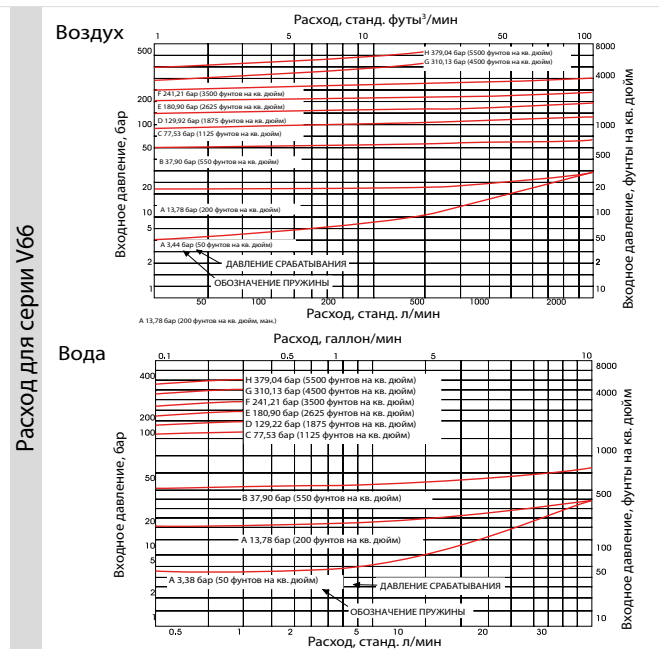 Расход для серии V66
Воздух
Расход, станд. футы³/мин
1 5 10 50 100
Входное давление, бар
500
200
100
50
20
10
5
2
1
8000
4000
1000
500
200
100
50
20
10
Входное давление, фунты на кв. дюйм
H 379,04 бар (5500 фунтов на кв. дюйм)
G 310,13 бар (4500 фунтов на кв. дюйм)
F 241,21 бар (3500 фунтов на кв. дюйм)
E 180,90 бар (2625 фунтов на кв. дюйм)
D 129,92 бар (1875 фунтов на кв. дюйм)
C 77,53 бар (1125 фунтов на кв. дюйм)
B 37,90 бар (550 фунтов на кв. дюйм)
A 13,78 бар (200 фунтов на кв. дюйм)
A 3,44 бар (50 фунтов на кв. дюйм)
ДАВЛЕНИЕ СРАБАТЫВАНИЯ
ОБОЗНАЧЕНИЕ ПРУЖИНЫ
50 100 200 500 1000 2000
Расход, станд. л/мин
A 13,78 бар (200 фунтов на кв. дюйм, ман.)
Вода
Расход, галлон/мин
0.1 0.5 1 5 10
Входное давление, бар
400
200
100
50
20
10
5
2
8000
4000
1000
500
100
50
10
Входное давление, фунты на кв. дюйм
H 379,04 бар (5500 фунтов на кв. дюйм)
G 310,13 бар (4500 фунтов на кв. дюйм)
F 241,21 бар (3500 фунтов на кв. дюйм)
E 180,90 бар (2625 фунтов на кв. дюйм)
D 129,22 бар (1875 фунтов на кв. дюйм)
C 77,53 бар (1125 фунтов на кв. дюйм)
B 37,90 бар (550 фунтов на кв. дюйм)
A 13,78 бар (200 фунтов на кв. дюйм)
A 3,38 бар (50 фунтов на кв. дюйм)
ДАВЛЕНИЕ СРАБАТЫВАНИЯ
ОБОЗНАЧЕНИЕ ПРУЖИНЫ
0.5 1 2 5 10 20 30
Расход, станд. л/мин